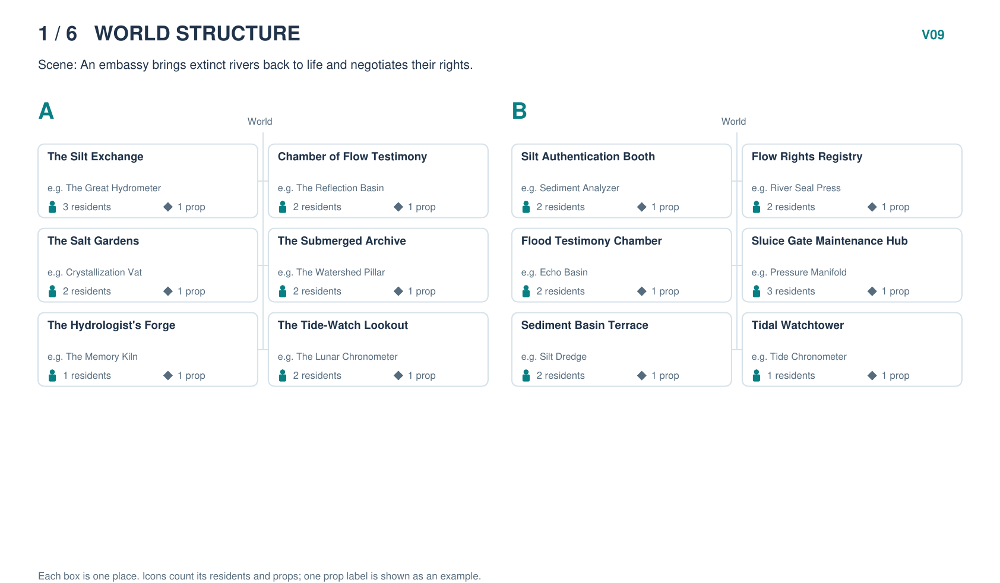 1 / 6 WORLD STRUCTURE
V09
Scene: An embassy brings extinct rivers back to life and negotiates their rights.
A
World
The Silt Exchange
e.g. The Great Hydrometer
3 residents
1 prop
Chamber of Flow Testimony
e.g. The Reflection Basin
2 residents
1 prop
The Salt Gardens
e.g. Crystallization Vat
2 residents
1 prop
The Submerged Archive
e.g. The Watershed Pillar
2 residents
1 prop
The Hydrologist's Forge
e.g. The Memory Kiln
1 residents
1 prop
The Tide-Watch Lookout
e.g. The Lunar Chronometer
2 residents
1 prop
B
World
Silt Authentication Booth
e.g. Sediment Analyzer
2 residents
1 prop
Flow Rights Registry
e.g. River Seal Press
2 residents
1 prop
Flood Testimony Chamber
e.g. Echo Basin
2 residents
1 prop
Sluice Gate Maintenance Hub
e.g. Pressure Manifold
3 residents
1 prop
Sediment Basin Terrace
e.g. Silt Dredge
2 residents
1 prop
Tidal Watchtower
e.g. Tide Chronometer
1 residents
1 prop
Each box is one place. Icons count its residents and props; one prop label is shown as an example.